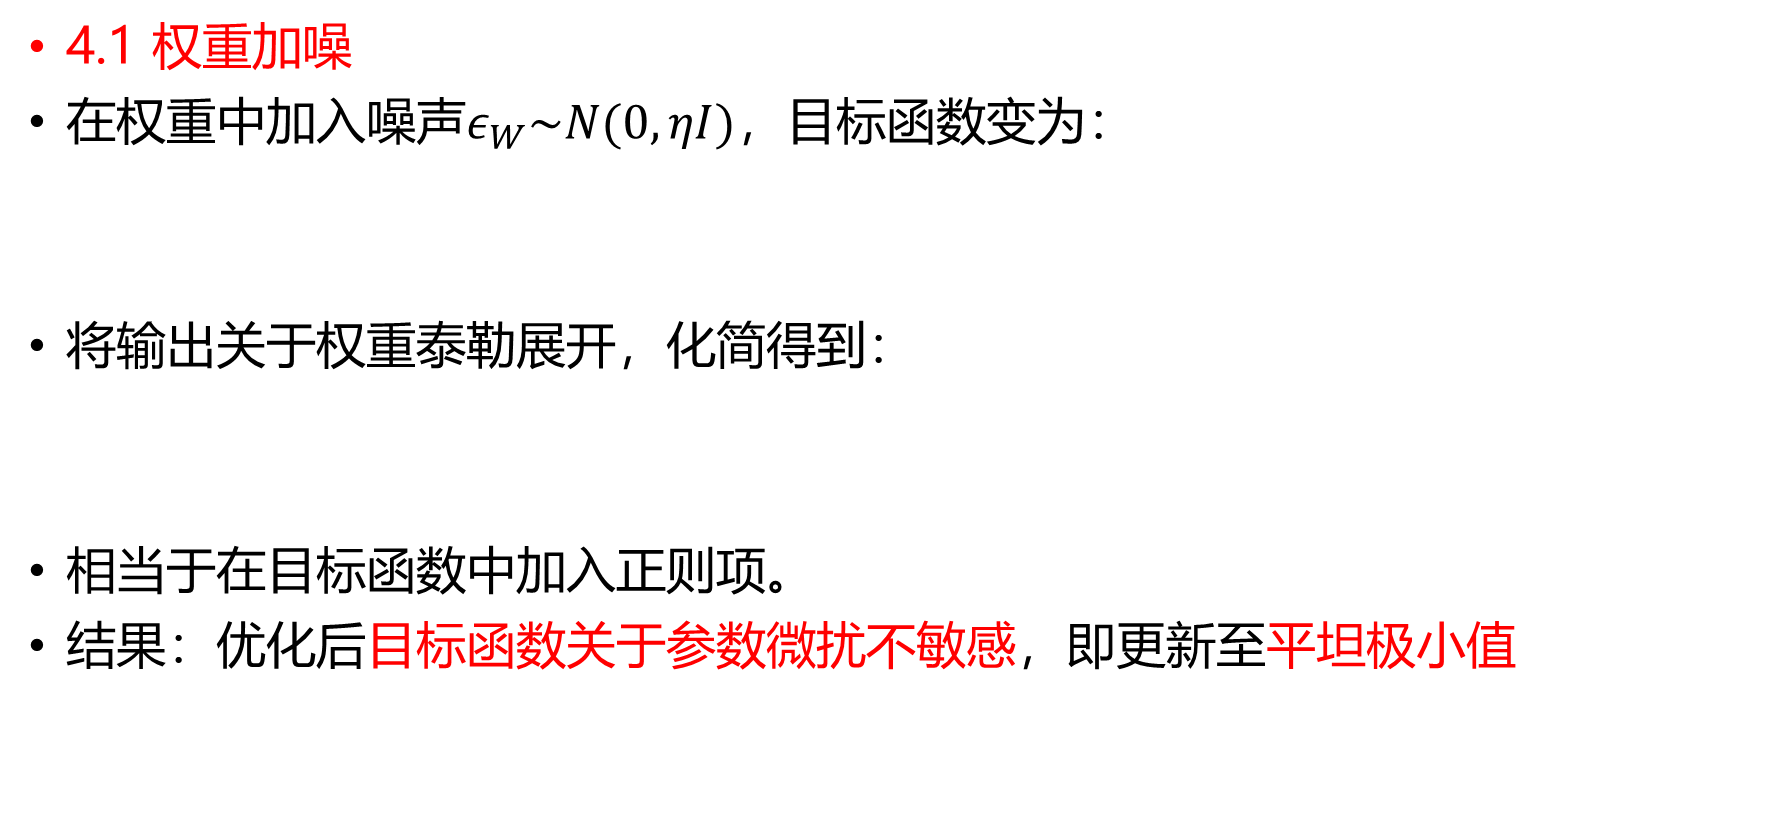 • 4.1 权重加噪
• 在权重中加入噪声𝜖𝑊~𝑁(0, 𝜂𝐼)，目标函数变为：
• 将输出关于权重泰勒展开，化简得到：
• 相当于在目标函数中加入正则项。
• 结果：优化后目标函数关于参数微扰不敏感，即更新至平坦极小值